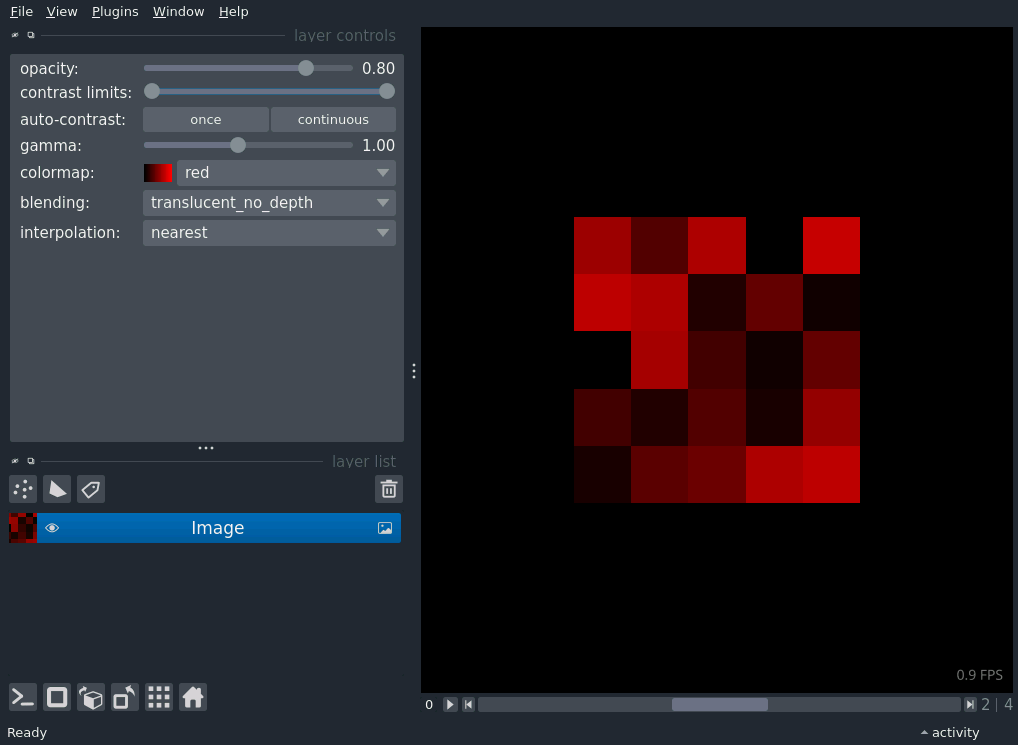 File View Plugins Window Help
layer controls
opacity: 0.80
contrast limits:
auto-contrast: once continuous
gamma: 1.00
colormap: red
blending: translucent_no_depth
interpolation: nearest
layer list
Image
0.9 FPS
0 2 | 4
Ready activity